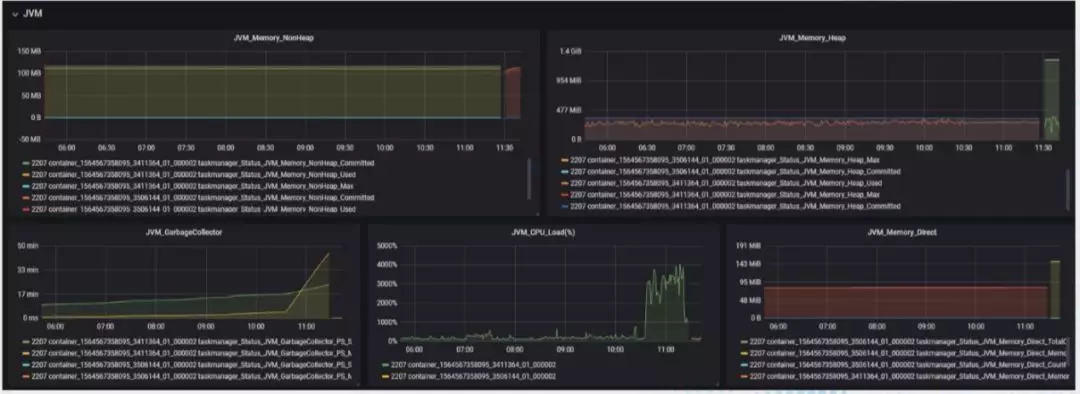 JVM
JVM_Memory_NonHeap
150 MB
100 MB
50 MB
0 B
-50 MB
06:00 06:30 07:00 07:30 08:00 08:30 09:00 09:30 10:00 10:30 11:00 11:30
2207 container_1564567358095_3411364_01_000002 taskmanager_Status_JVM_Memory_NonHeap_Committed
2207 container_1564567358095_3411364_01_000002 taskmanager_Status_JVM_Memory_NonHeap_Used
2207 container_1564567358095_3411364_01_000002 taskmanager_Status_JVM_Memory_NonHeap_Max
2207 container_1564567358095_3506144_01_000002 taskmanager_Status_JVM_Memory_NonHeap_Committed
2207 container_1564567358095_3506144_01_000002 taskmanager_Status_JVM_Memory_NonHeap_Used
JVM_Memory_Heap
1.4 GiB
954 MiB
477 MiB
0 B
06:30 07:00 07:30 08:00 08:30 09:00 09:30 10:00 10:30 11:00 11:30
2207 container_1564567358095_3506144_01_000002 taskmanager_Status_JVM_Memory_Heap_Max
2207 container_1564567358095_3506144_01_000002 taskmanager_Status_JVM_Memory_Heap_Committed
2207 container_1564567358095_3411364_01_000002 taskmanager_Status_JVM_Memory_Heap_Used
2207 container_1564567358095_3411364_01_000002 taskmanager_Status_JVM_Memory_Heap_Max
2207 container_1564567358095_3411364_01_000002 taskmanager_Status_JVM_Memory_Heap_Committed
JVM_GarbageCollector
50 min
33 min
17 min
0 ms
06:00 07:00 08:00 09:00 10:00 11:00
2207 container_1564567358095_3411364_01_000002 taskmanager_Status_JVM_GarbageCollector_PS_S
2207 container_1564567358095_3411364_01_000002 taskmanager_Status_JVM_GarbageCollector_PS_M
2207 container_1564567358095_3506144_01_000002 taskmanager_Status_JVM_GarbageCollector_PS_S
2207 container_1564567358095_3506144_01_000002 taskmanager_Status_JVM_GarbageCollector_PS_M
JVM_CPU_Load(%)
5000%
4000%
3000%
2000%
1000%
0%
06:00 07:00 08:00 09:00 10:00 11:00
2207 container_1564567358095_3411364_01_000002
2207 container_1564567358095_3506144_01_000002
JVM_Memory_Direct
191 MiB
143 MiB
95 MiB
48 MiB
0 B
06:00 07:00 08:00 09:00 10:00 11:00
2207 container_1564567358095_3506144_01_000002 taskmanager_Status_JVM_Memory_Direct_TotalC
2207 container_1564567358095_3506144_01_000002 taskmanager_Status_JVM_Memory_Direct_Memo
2207 container_1564567358095_3506144_01_000002 taskmanager_Status_JVM_Memory_Direct_Count
2207 container_1564567358095_3411364_01_000002 taskmanager_Status_JVM_Memory_Direct_Memor